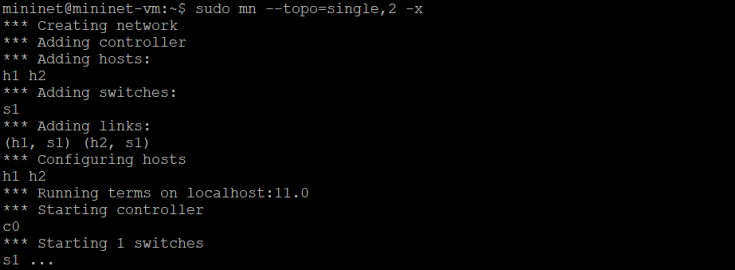 mininet@mininet-vm:~$ sudo mn --topo=single,2 -x
*** Creating network
*** Adding controller
*** Adding hosts:
h1 h2
*** Adding switches:
s1
*** Adding links:
(h1, s1) (h2, s1)
*** Configuring hosts
h1 h2
*** Running terms on localhost:11.0
*** Starting controller
c0
*** Starting 1 switches
s1 ...